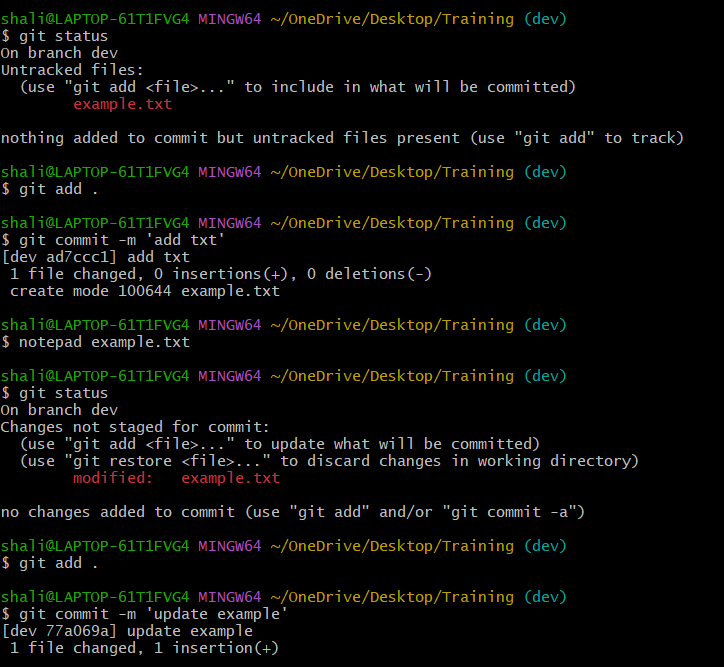 shali@LAPTOP-61T1FVG4 MINGW64 ~/OneDrive/Desktop/Training (dev)
$ git status
On branch dev
Untracked files:
  (use "git add <file>..." to include in what will be committed)
        example.txt

nothing added to commit but untracked files present (use "git add" to track)

shali@LAPTOP-61T1FVG4 MINGW64 ~/OneDrive/Desktop/Training (dev)
$ git add .

shali@LAPTOP-61T1FVG4 MINGW64 ~/OneDrive/Desktop/Training (dev)
$ git commit -m 'add txt'
[dev ad7ccc1] add txt
 1 file changed, 0 insertions(+), 0 deletions(-)
 create mode 100644 example.txt

shali@LAPTOP-61T1FVG4 MINGW64 ~/OneDrive/Desktop/Training (dev)
$ notepad example.txt

shali@LAPTOP-61T1FVG4 MINGW64 ~/OneDrive/Desktop/Training (dev)
$ git status
On branch dev
Changes not staged for commit:
  (use "git add <file>..." to update what will be committed)
  (use "git restore <file>..." to discard changes in working directory)
        modified:   example.txt

no changes added to commit (use "git add" and/or "git commit -a")

shali@LAPTOP-61T1FVG4 MINGW64 ~/OneDrive/Desktop/Training (dev)
$ git add .

shali@LAPTOP-61T1FVG4 MINGW64 ~/OneDrive/Desktop/Training (dev)
$ git commit -m 'update example'
[dev 77a069a] update example
 1 file changed, 1 insertion(+)